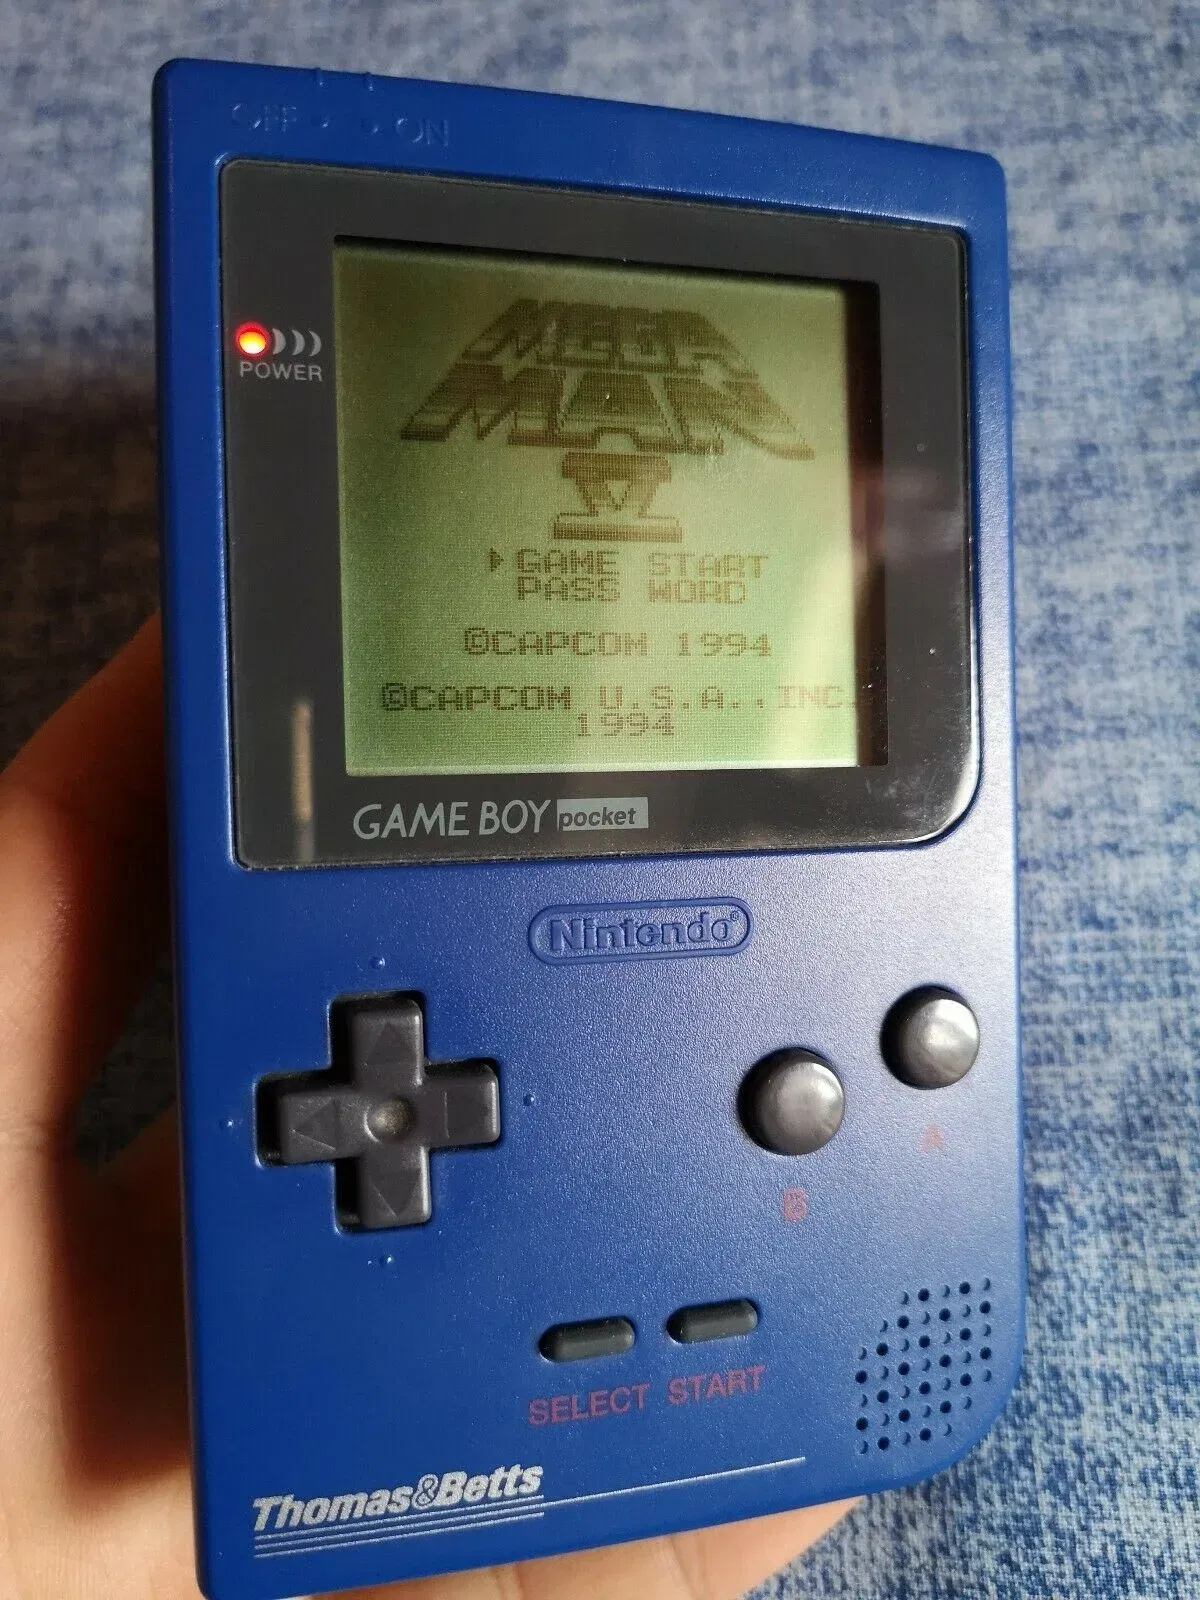 OFF ON
POWER
MEGA
MAN
V
▶GAME START
PASS WORD
©CAPCOM 1994
©CAPCOM U.S.A.,INC.
1994
GAME BOY pocket
Nintendo®
A
B
SELECT START
Thomas&Betts